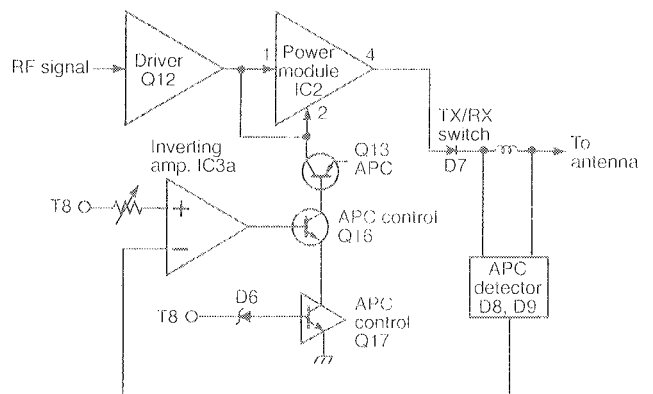 RF signal
Driver
Q12
1
Power
module
IC2
4
2
TX/RX
switch
D7
To
antenna
Inverting
amp. IC3a
Q13
APC
T8
+
−
APC control
Q16
APC
detector
D8, D9
T8
D6
APC
control
Q17